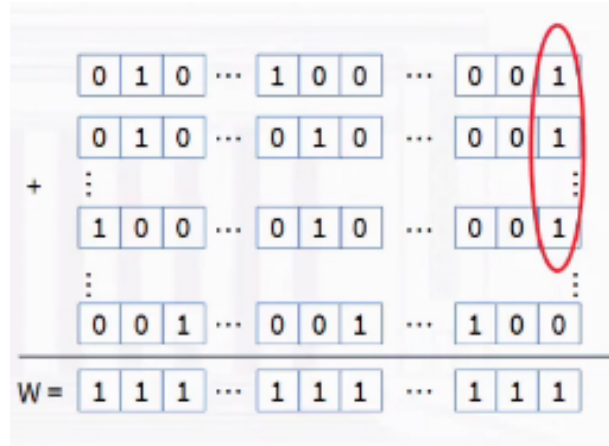 0 1 0 ··· 1 0 0 ··· 0 0 1
0 1 0 ··· 0 1 0 ··· 0 0 1
+ ⋮ ⋮
1 0 0 ··· 0 1 0 ··· 0 0 1
⋮ ⋮
0 0 1 ··· 0 0 1 ··· 1 0 0
W = 1 1 1 ··· 1 1 1 ··· 1 1 1